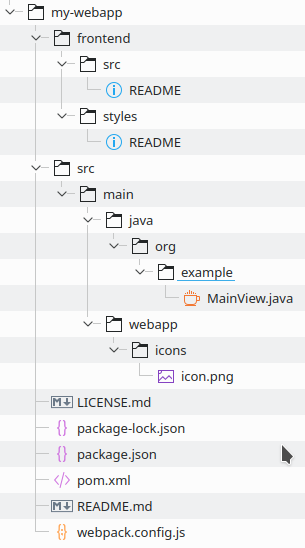 my-webapp
frontend
src
README
styles
README
src
main
java
org
example
MainView.java
webapp
icons
icon.png
LICENSE.md
package-lock.json
package.json
pom.xml
README.md
webpack.config.js